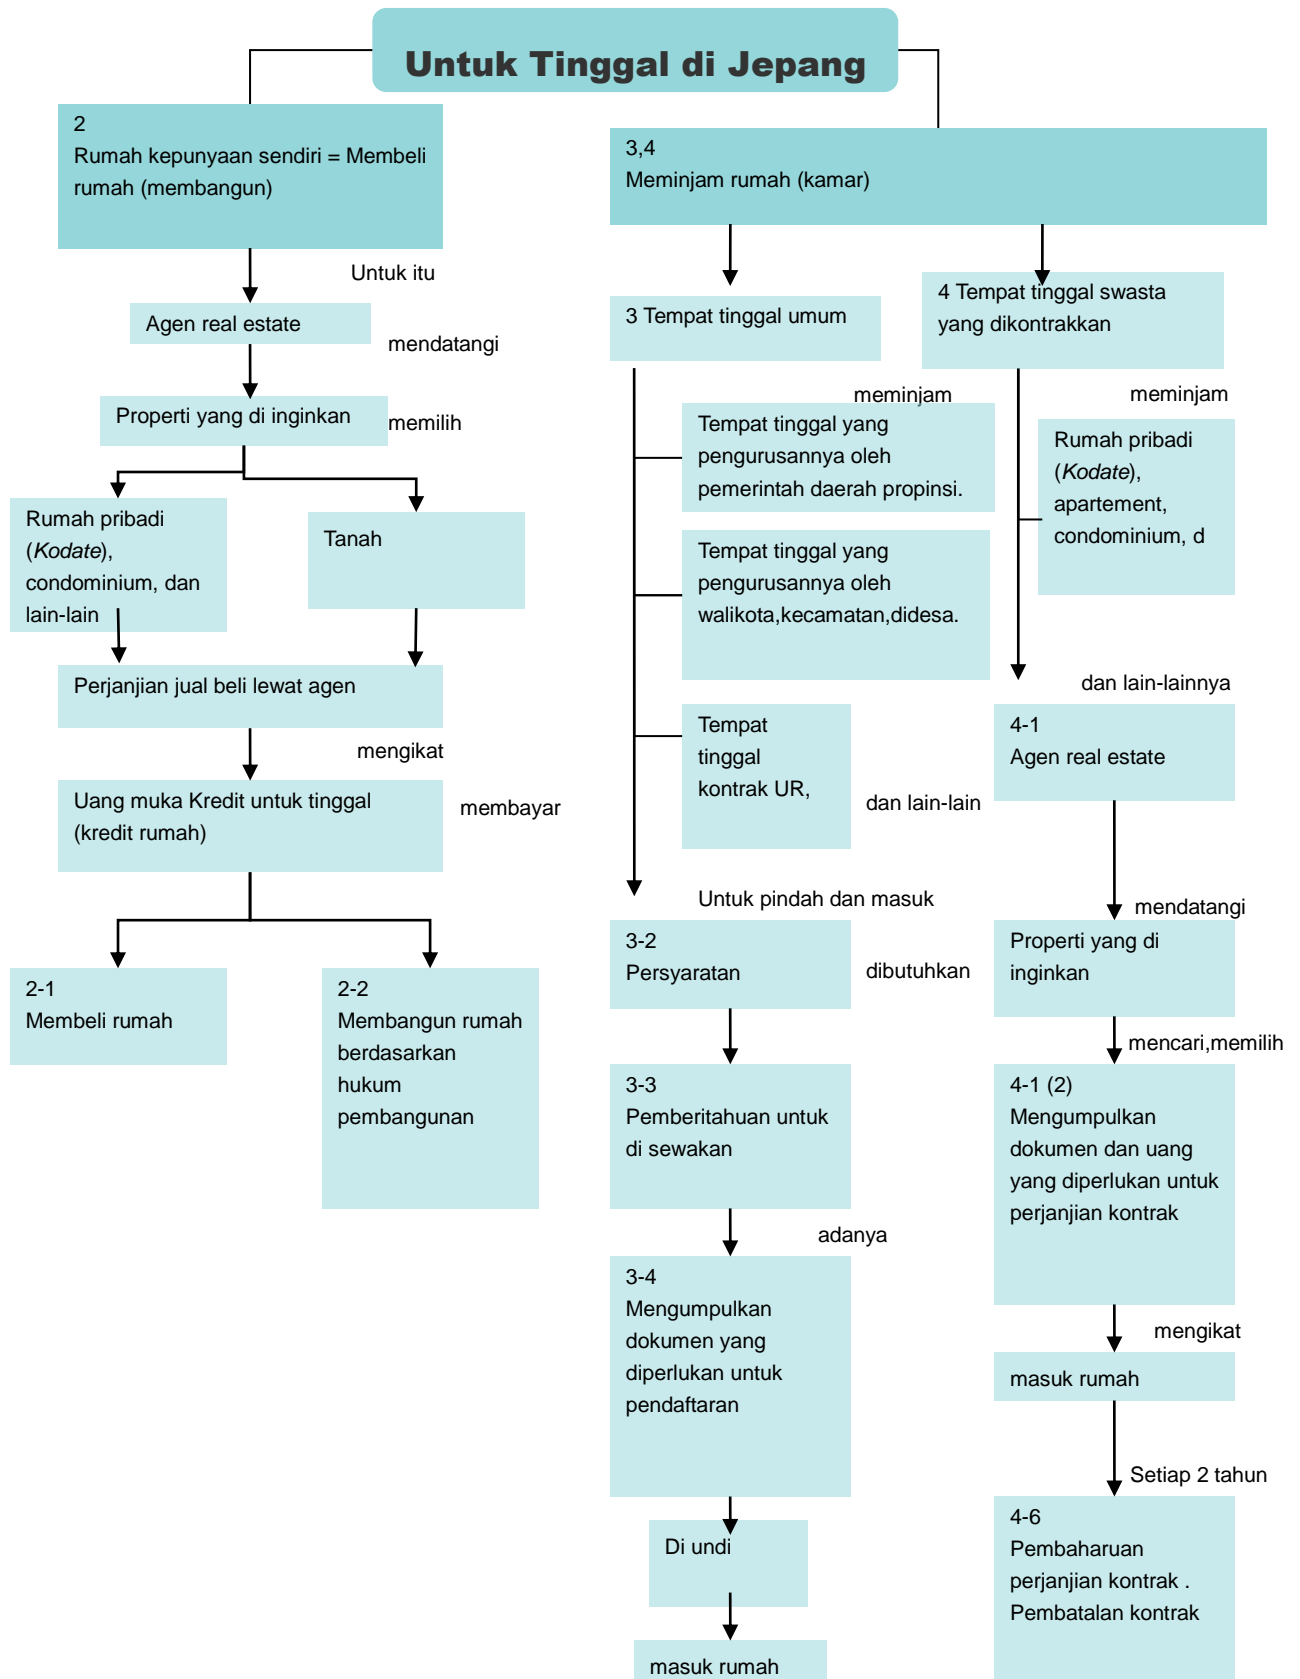 Untuk Tinggal di Jepang
2
Rumah kepunyaan sendiri = Membeli
rumah (membangun)
Untuk itu
Agen real estate
mendatangi
Properti yang di inginkan
memilih
Rumah pribadi
(Kodate),
condominium, dan
lain-lain
Tanah
Perjanjian jual beli lewat agen
mengikat
Uang muka Kredit untuk tinggal
(kredit rumah)
membayar
2-1
Membeli rumah
2-2
Membangun rumah
berdasarkan
hukum
pembangunan
3,4
Meminjam rumah (kamar)
3 Tempat tinggal umum
meminjam
Tempat tinggal yang
pengurusannya oleh
pemerintah daerah propinsi.
Tempat tinggal yang
pengurusannya oleh
walikota,kecamatan,didesa.
Tempat
tinggal
kontrak UR,
dan lain-lain
Untuk pindah dan masuk
3-2
Persyaratan
dibutuhkan
3-3
Pemberitahuan untuk
di sewakan
adanya
3-4
Mengumpulkan
dokumen yang
diperlukan untuk
pendaftaran
Di undi
masuk rumah
4 Tempat tinggal swasta
yang dikontrakkan
meminjam
Rumah pribadi
(Kodate),
apartement,
condominium, d
dan lain-lainnya
4-1
Agen real estate
mendatangi
Properti yang di
inginkan
mencari,memilih
4-1 (2)
Mengumpulkan
dokumen dan uang
yang diperlukan untuk
perjanjian kontrak
mengikat
masuk rumah
Setiap 2 tahun
4-6
Pembaharuan
perjanjian kontrak .
Pembatalan kontrak